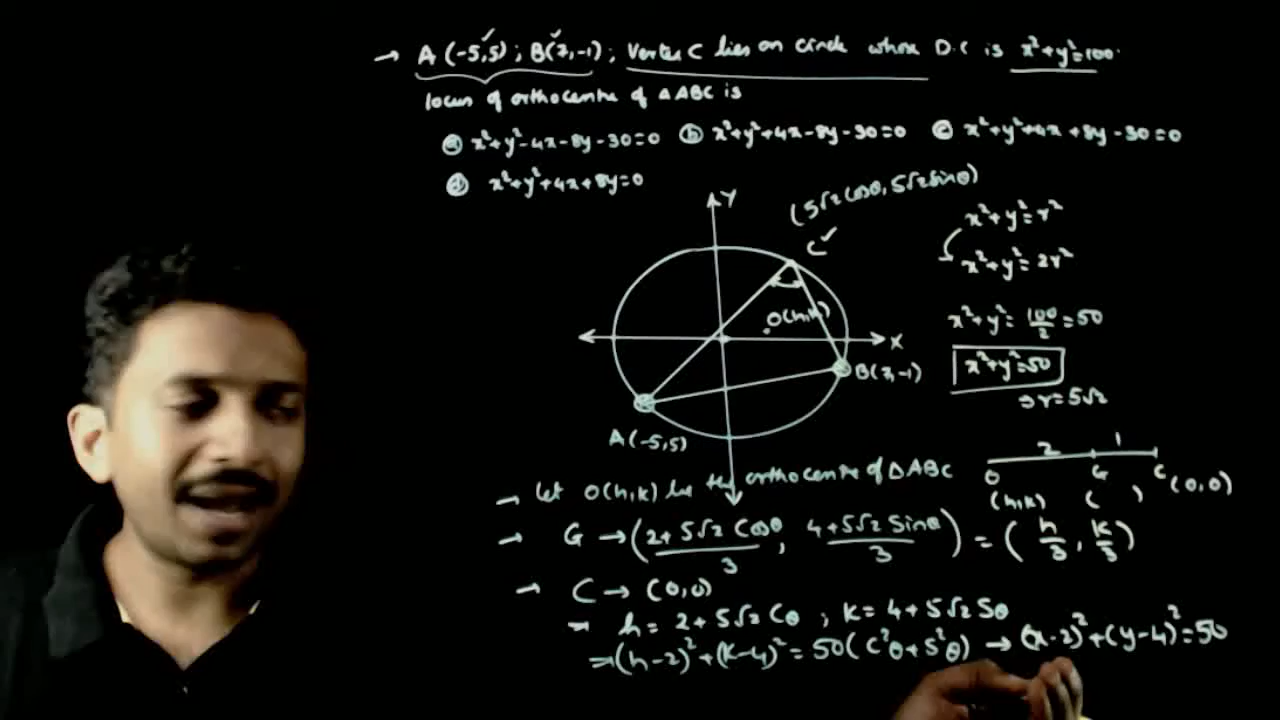 → A (-5,5) ; B(7,-1) ; Vertex C lies on circle whose D.C is x²+y²=100.
locus of orthocentre of ΔABC is
ⓐ x²+y²-4x-8y-30=0 ⓑ x²+y²+4x-8y-30=0 ⓒ x²+y²+4x+8y-30=0
ⓓ x²+y²+4x+8y=0
(5√2 Cosθ, 5√2 sinθ)
Y
C ✓
x²+y²=r²
→ x²+y²=2r²
O(h,k)
x²+y²= 100/2 = 50
X
x²+y²=50
B(7,-1)
⇒ r=5√2
A(-5,5)
2 1
O G C (0,0)
(h,k) ( )
→ let O(h,k) be the orthocentre of ΔABC
→ G → (2+5√2 Cosθ/3 , 4+5√2 Sinθ/3) = (h/3, k/3)
→ C → (0,0)
⇒ h= 2+5√2 Cθ ; k= 4+5√2 Sθ
⇒ (h-2)²+(k-4)² = 50(C²θ+S²θ) → (x-2)²+(y-4)²=50